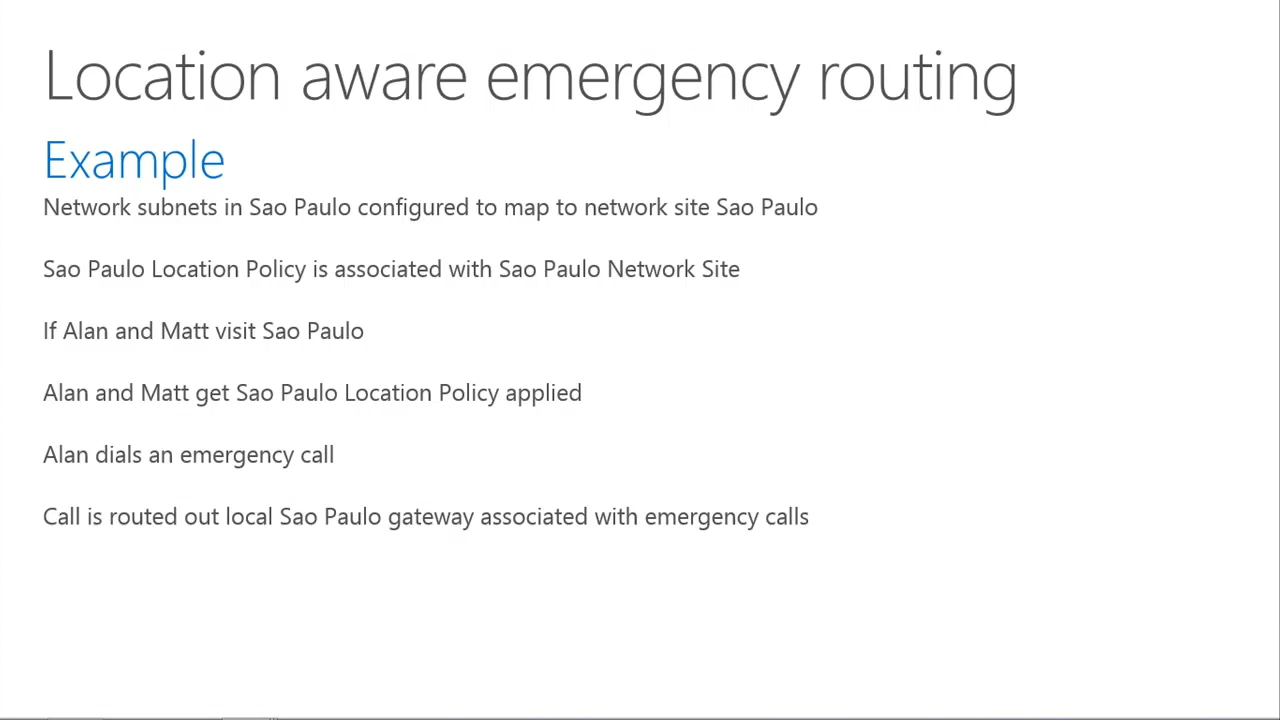 Location aware emergency routing
Example
Network subnets in Sao Paulo configured to map to network site Sao Paulo
Sao Paulo Location Policy is associated with Sao Paulo Network Site
If Alan and Matt visit Sao Paulo
Alan and Matt get Sao Paulo Location Policy applied
Alan dials an emergency call
Call is routed out local Sao Paulo gateway associated with emergency calls